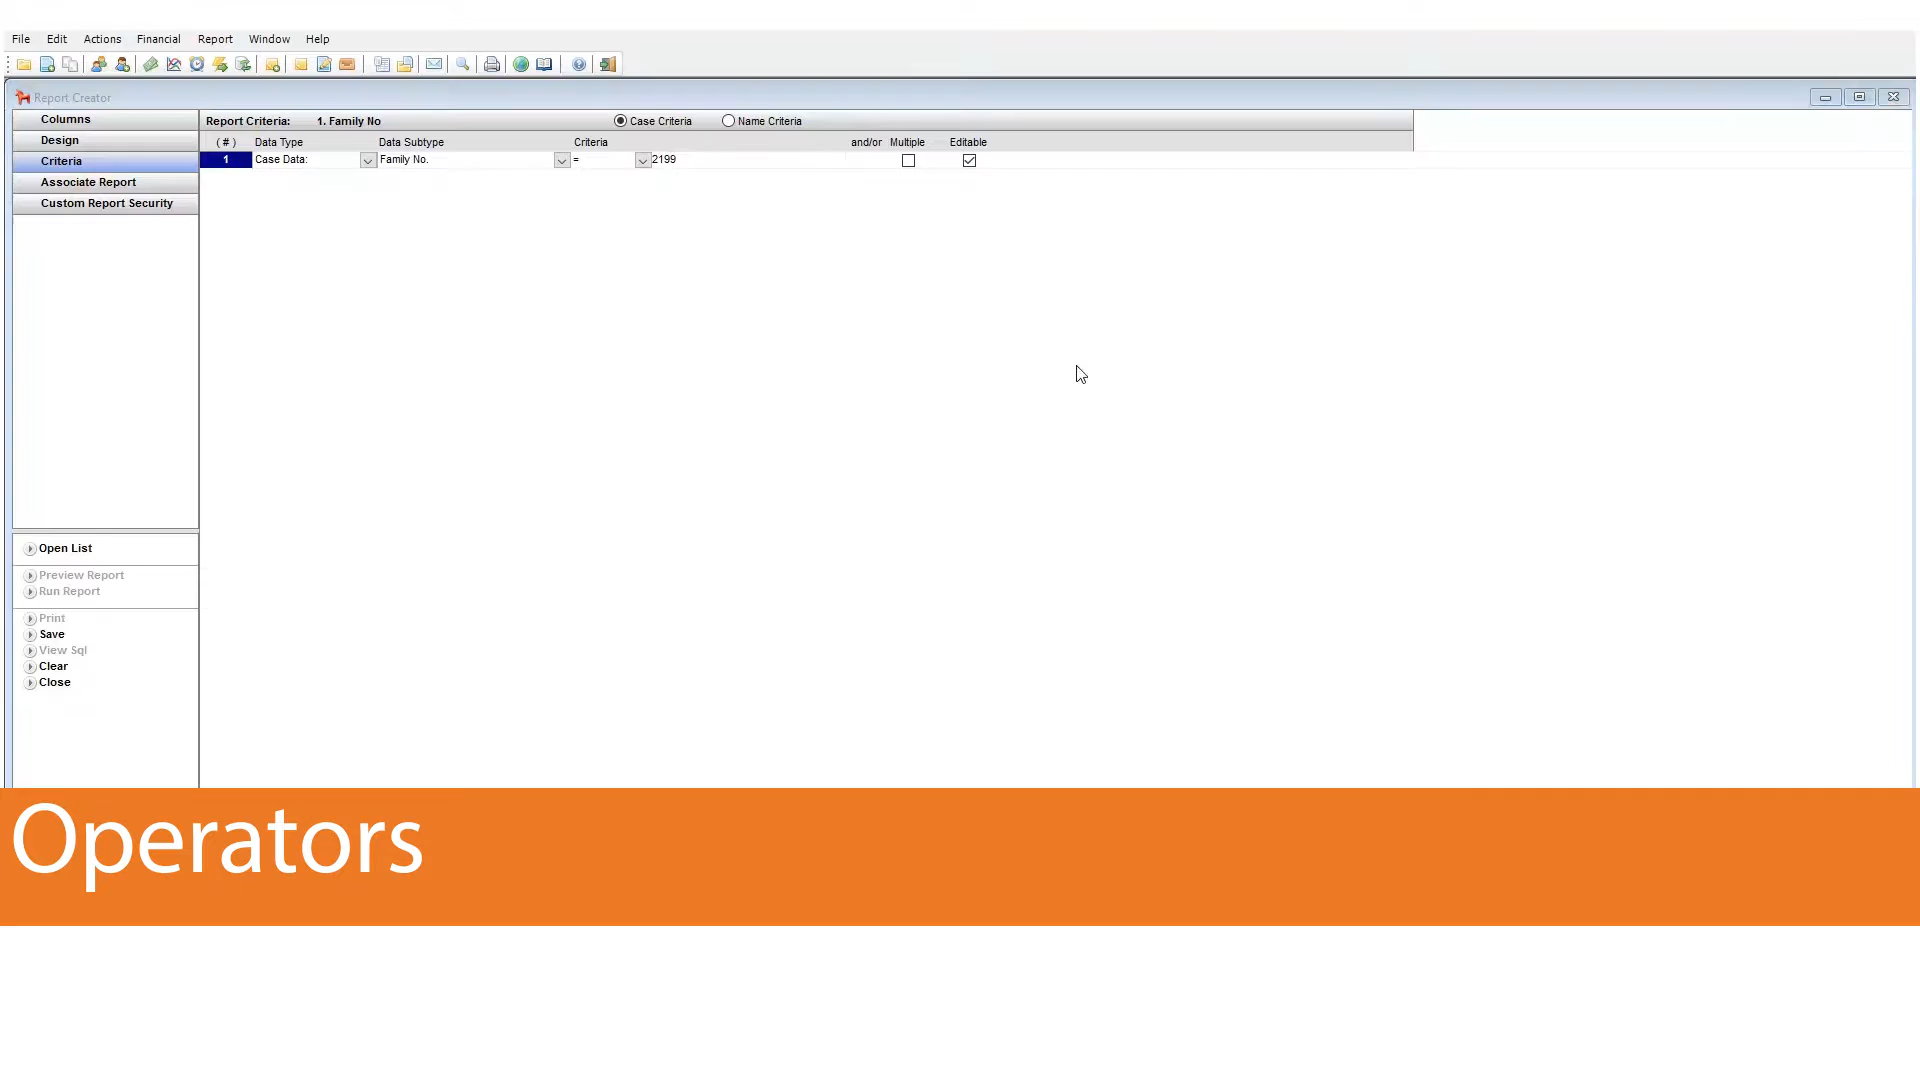 File Edit Actions Financial Report Window Help
Report Creator
Columns
Design
Criteria
Associate Report
Custom Report Security
Report Criteria: 1. Family No Case Criteria Name Criteria
( # ) Data Type Data Subtype Criteria and/or Multiple Editable
1 Case Data: Family No. = 2199
Open List
Preview Report
Run Report
Print
Save
View Sql
Clear
Close
Operators